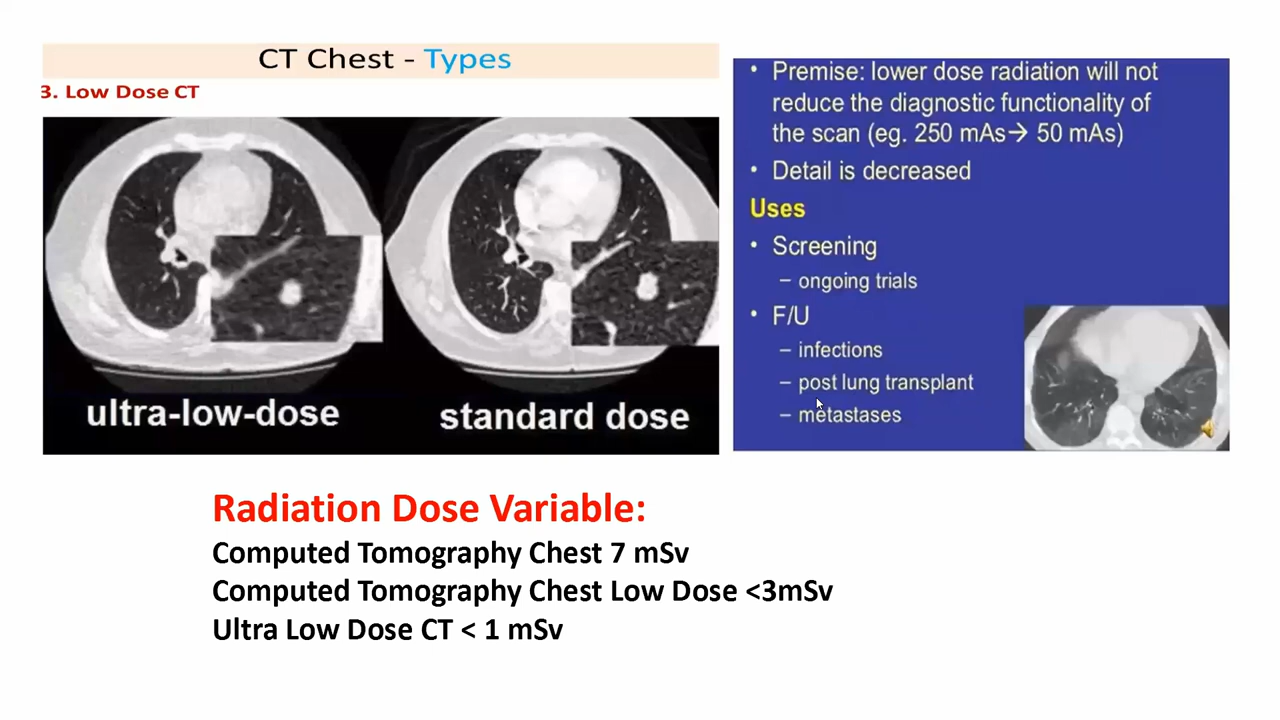 CT Chest - Types
3. Low Dose CT
ultra-low-dose
standard dose
• Premise: lower dose radiation will not
reduce the diagnostic functionality of
the scan (eg. 250 mAs→ 50 mAs)
• Detail is decreased
Uses
• Screening
– ongoing trials
• F/U
– infections
– post lung transplant
– metastases
Radiation Dose Variable:
Computed Tomography Chest 7 mSv
Computed Tomography Chest Low Dose <3mSv
Ultra Low Dose CT < 1 mSv